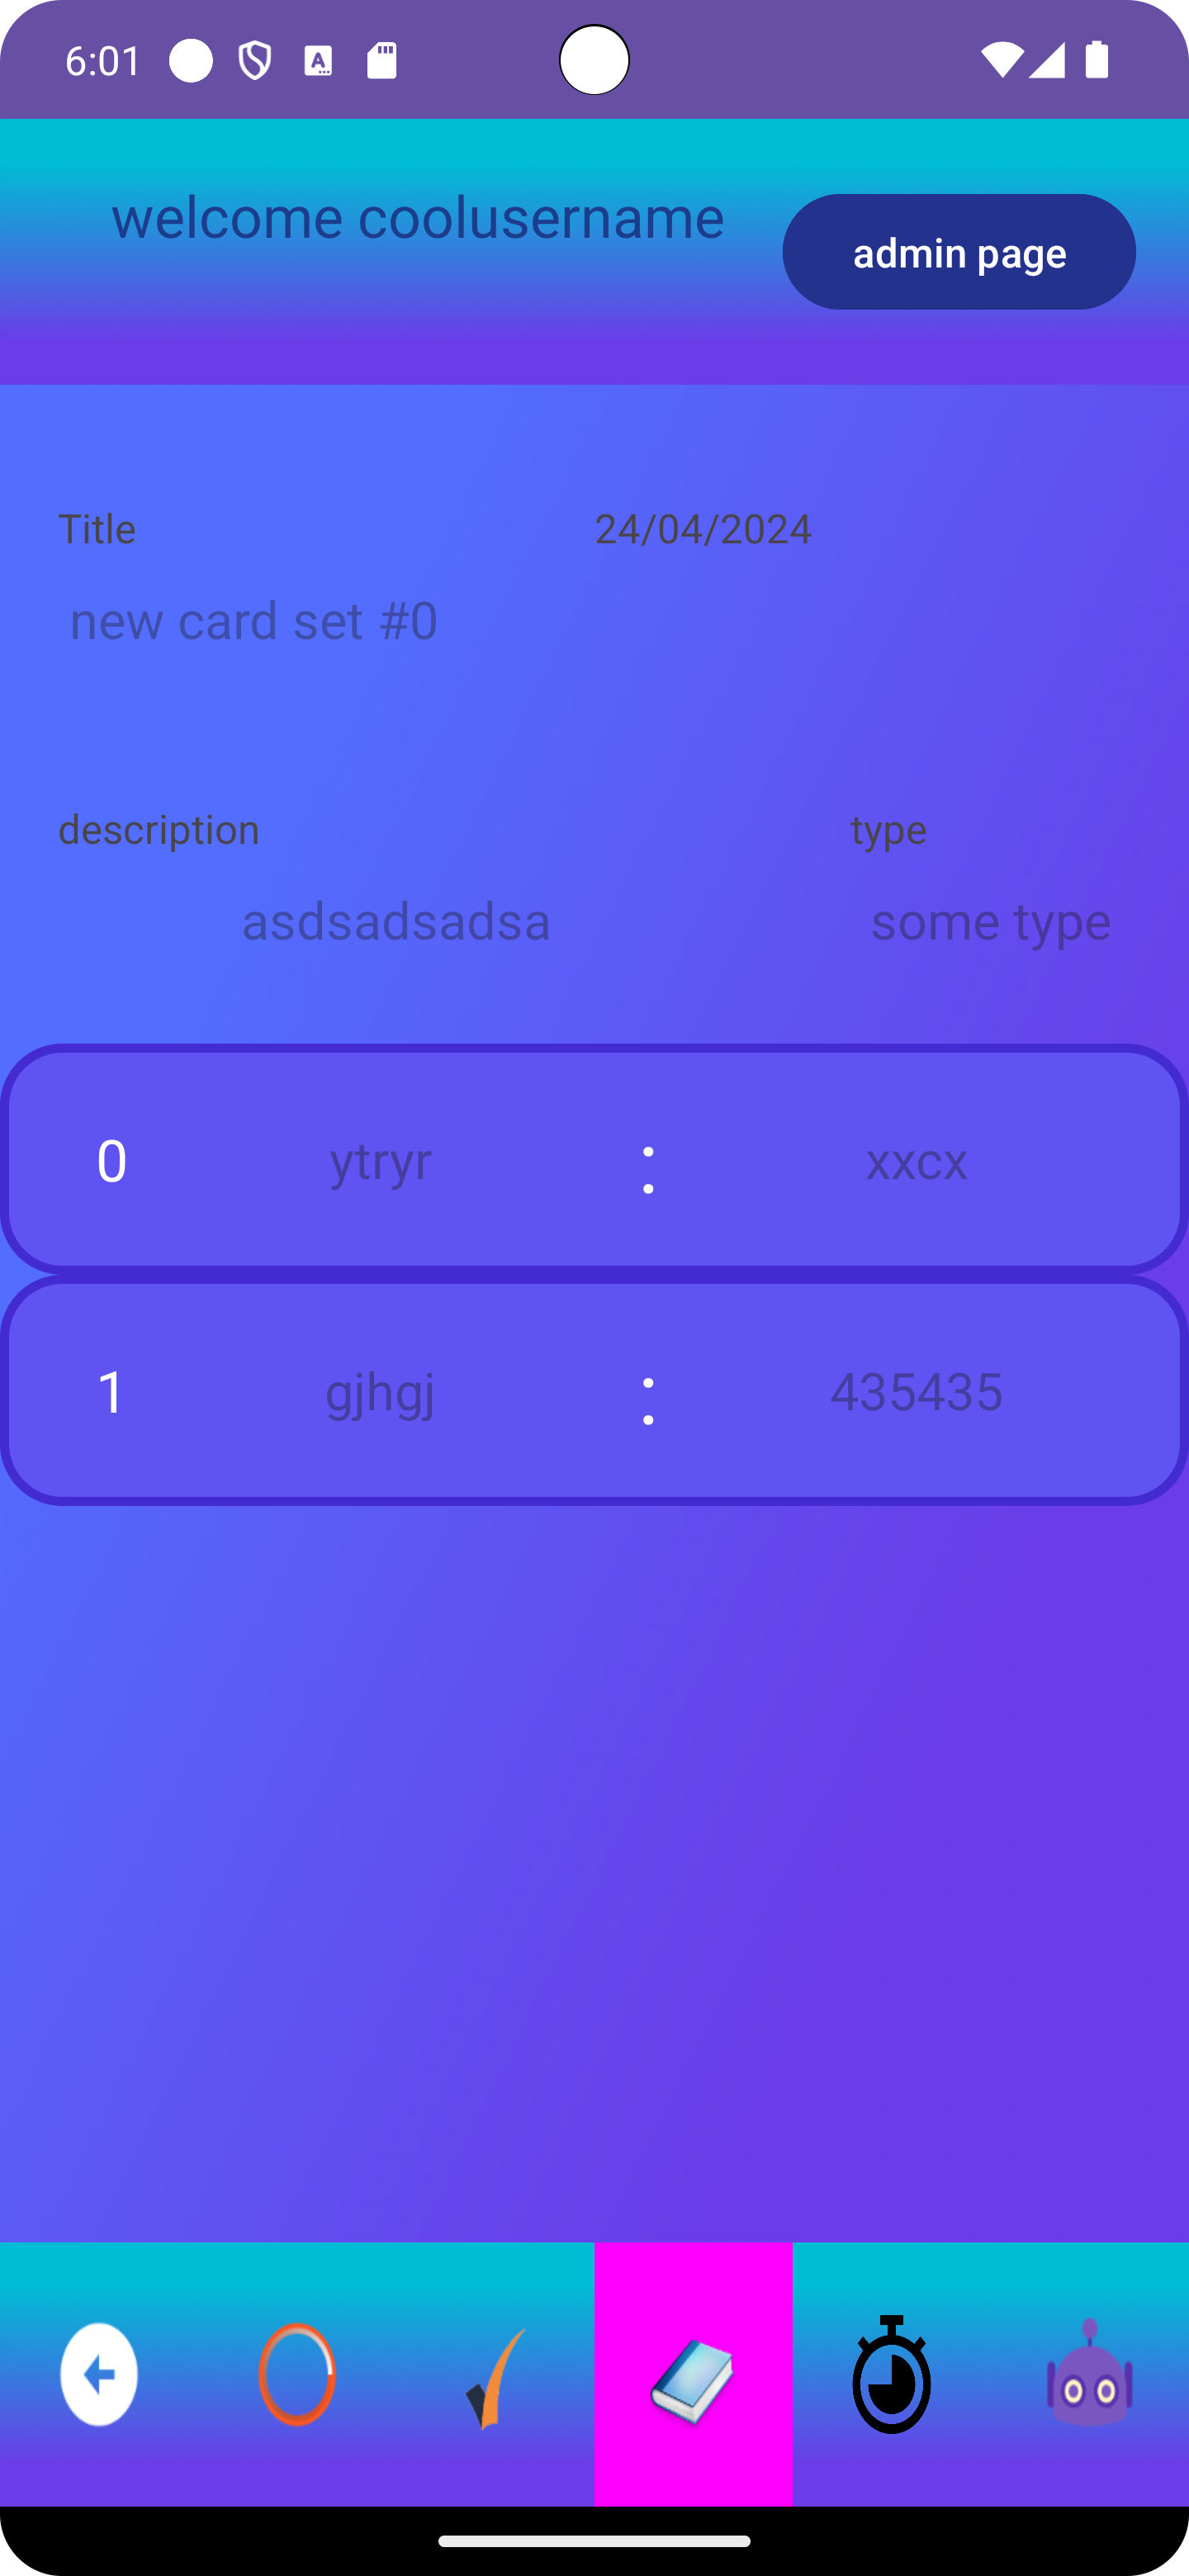 6:01
welcome coolusername
admin page
Title 24/04/2024
new card set #0
description type
asdsadsadsa some type
0 ytryr : xxcx
1 gjhgj : 435435